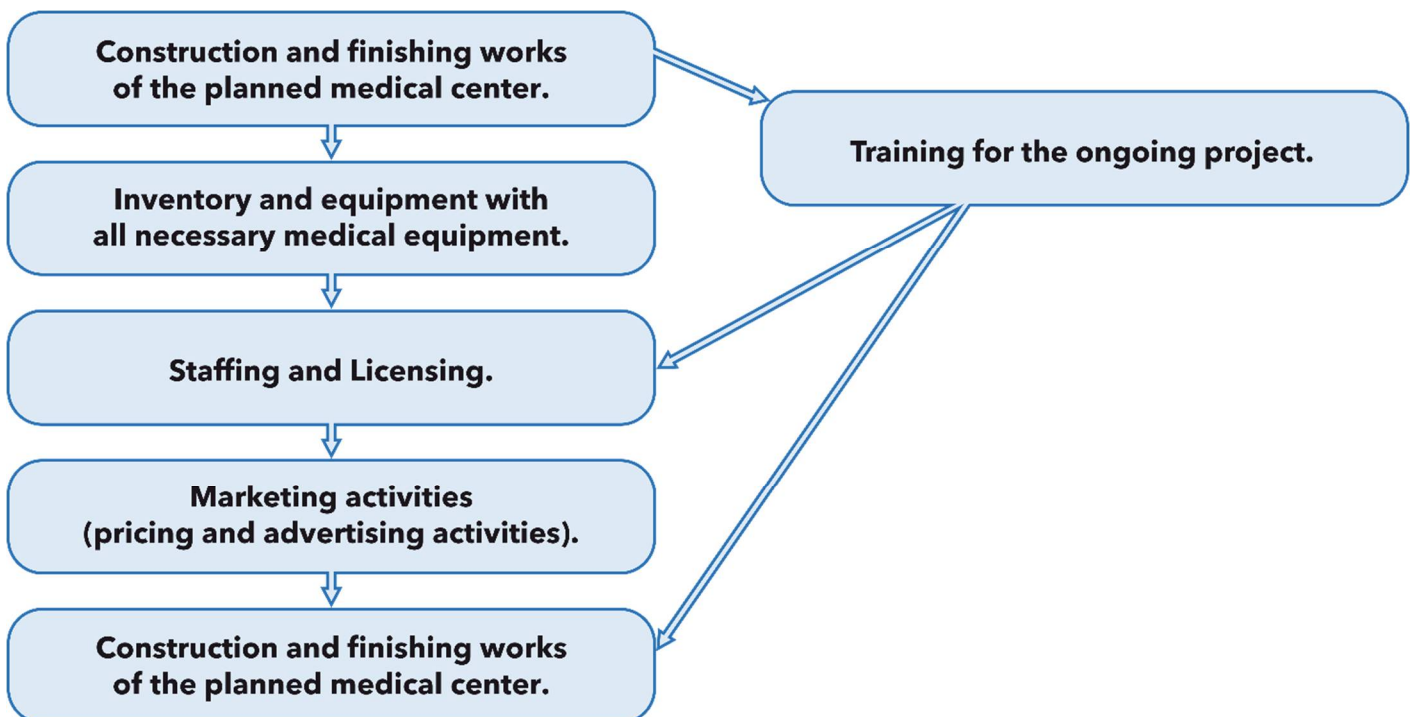 Construction and finishing works
of the planned medical center.
Training for the ongoing project.
Inventory and equipment with
all necessary medical equipment.
Staffing and Licensing.
Marketing activities
(pricing and advertising activities).
Construction and finishing works
of the planned medical center.